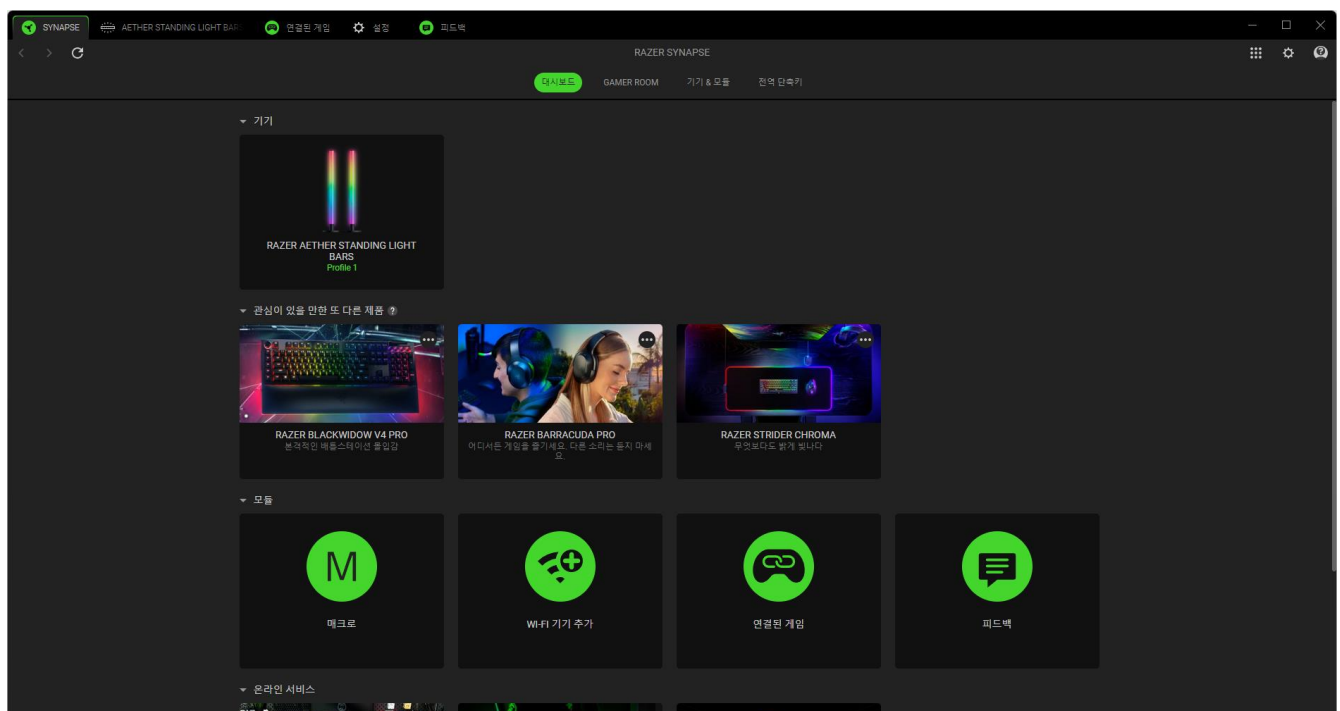 SYNAPSE
AETHER STANDING LIGHT BAR
연결된 게임
설정
피드백
RAZER SYNAPSE
대시보드
GAMER ROOM
기기 & 모듈
전역 단축키
기기
RAZER AETHER STANDING LIGHT
BARS
Profile 1
관심이 있을 만한 또 다른 제품 ?
RAZER BLACKWIDOW V4 PRO
본격적인 배틀스테이션 몰입감
RAZER BARRACUDA PRO
어디서든 게임을 즐기세요. 다른 소리는 듣지 마세
요.
RAZER STRIDER CHROMA
무엇보다도 밝게 빛나다
모듈
M
매크로
WI-FI 기기 추가
연결된 게임
피드백
온라인 서비스